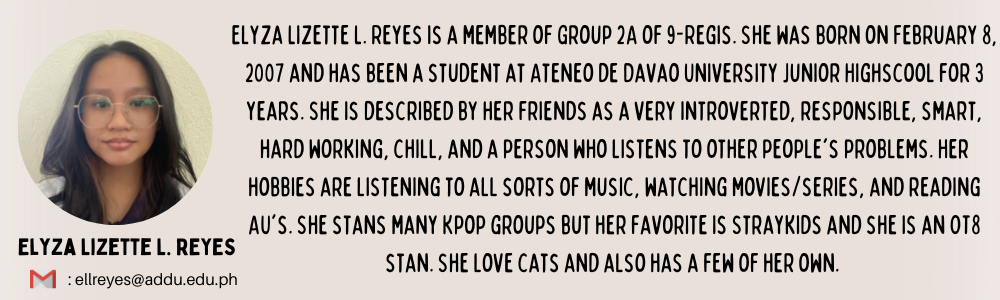 ELYZA LIZETTE L. REYES IS A MEMBER OF GROUP 2A OF 9-REGIS. SHE WAS BORN ON FEBRUARY 8,
2007 AND HAS BEEN A STUDENT AT ATENEO DE DAVAO UNIVERSITY JUNIOR HIGHSCOOL FOR 3
YEARS. SHE IS DESCRIBED BY HER FRIENDS AS A VERY INTROVERTED, RESPONSIBLE, SMART,
HARD WORKING, CHILL, AND A PERSON WHO LISTENS TO OTHER PEOPLE'S PROBLEMS. HER
HOBBIES ARE LISTENING TO ALL SORTS OF MUSIC, WATCHING MOVIES/SERIES, AND READING
AU'S. SHE STANS MANY KPOP GROUPS BUT HER FAVORITE IS STRAYKIDS AND SHE IS AN OT8
STAN. SHE LOVE CATS AND ALSO HAS A FEW OF HER OWN.
ELYZA LIZETTE L. REYES
: ellreyes@addu.edu.ph